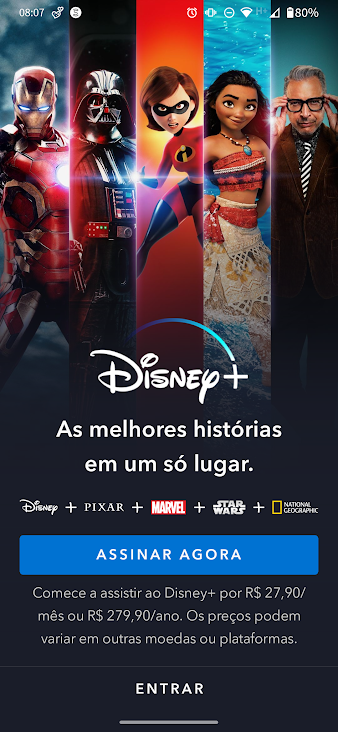 08:07 80%
Disney+
As melhores histórias
em um só lugar.
Disney + PIXAR + MARVEL + STAR WARS + NATIONAL GEOGRAPHIC
ASSINAR AGORA
Comece a assistir ao Disney+ por R$ 27,90/
mês ou R$ 279,90/ano. Os preços podem
variar em outras moedas ou plataformas.
ENTRAR